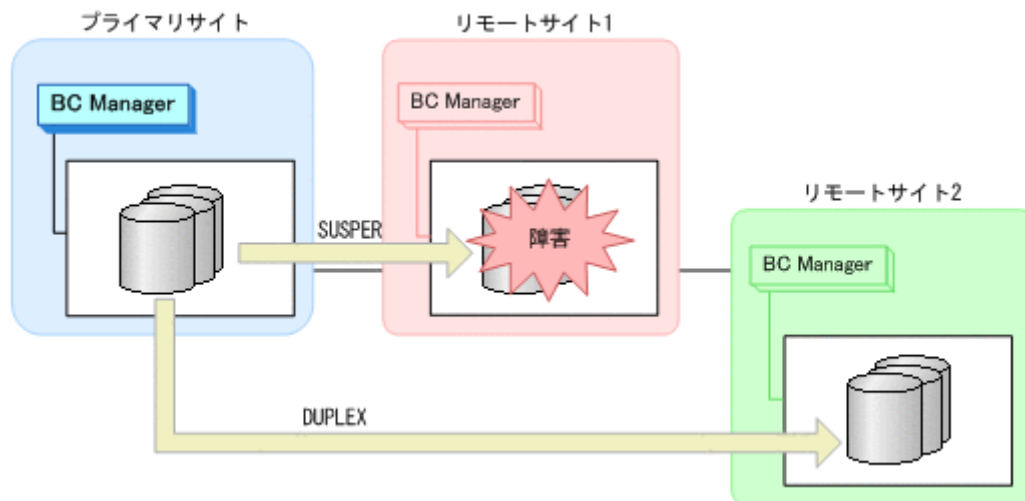 プライマリサイト
リモートサイト1
BC Manager
BC Manager
リモートサイト2
SUSPER
障害
BC Manager
DUPLEX